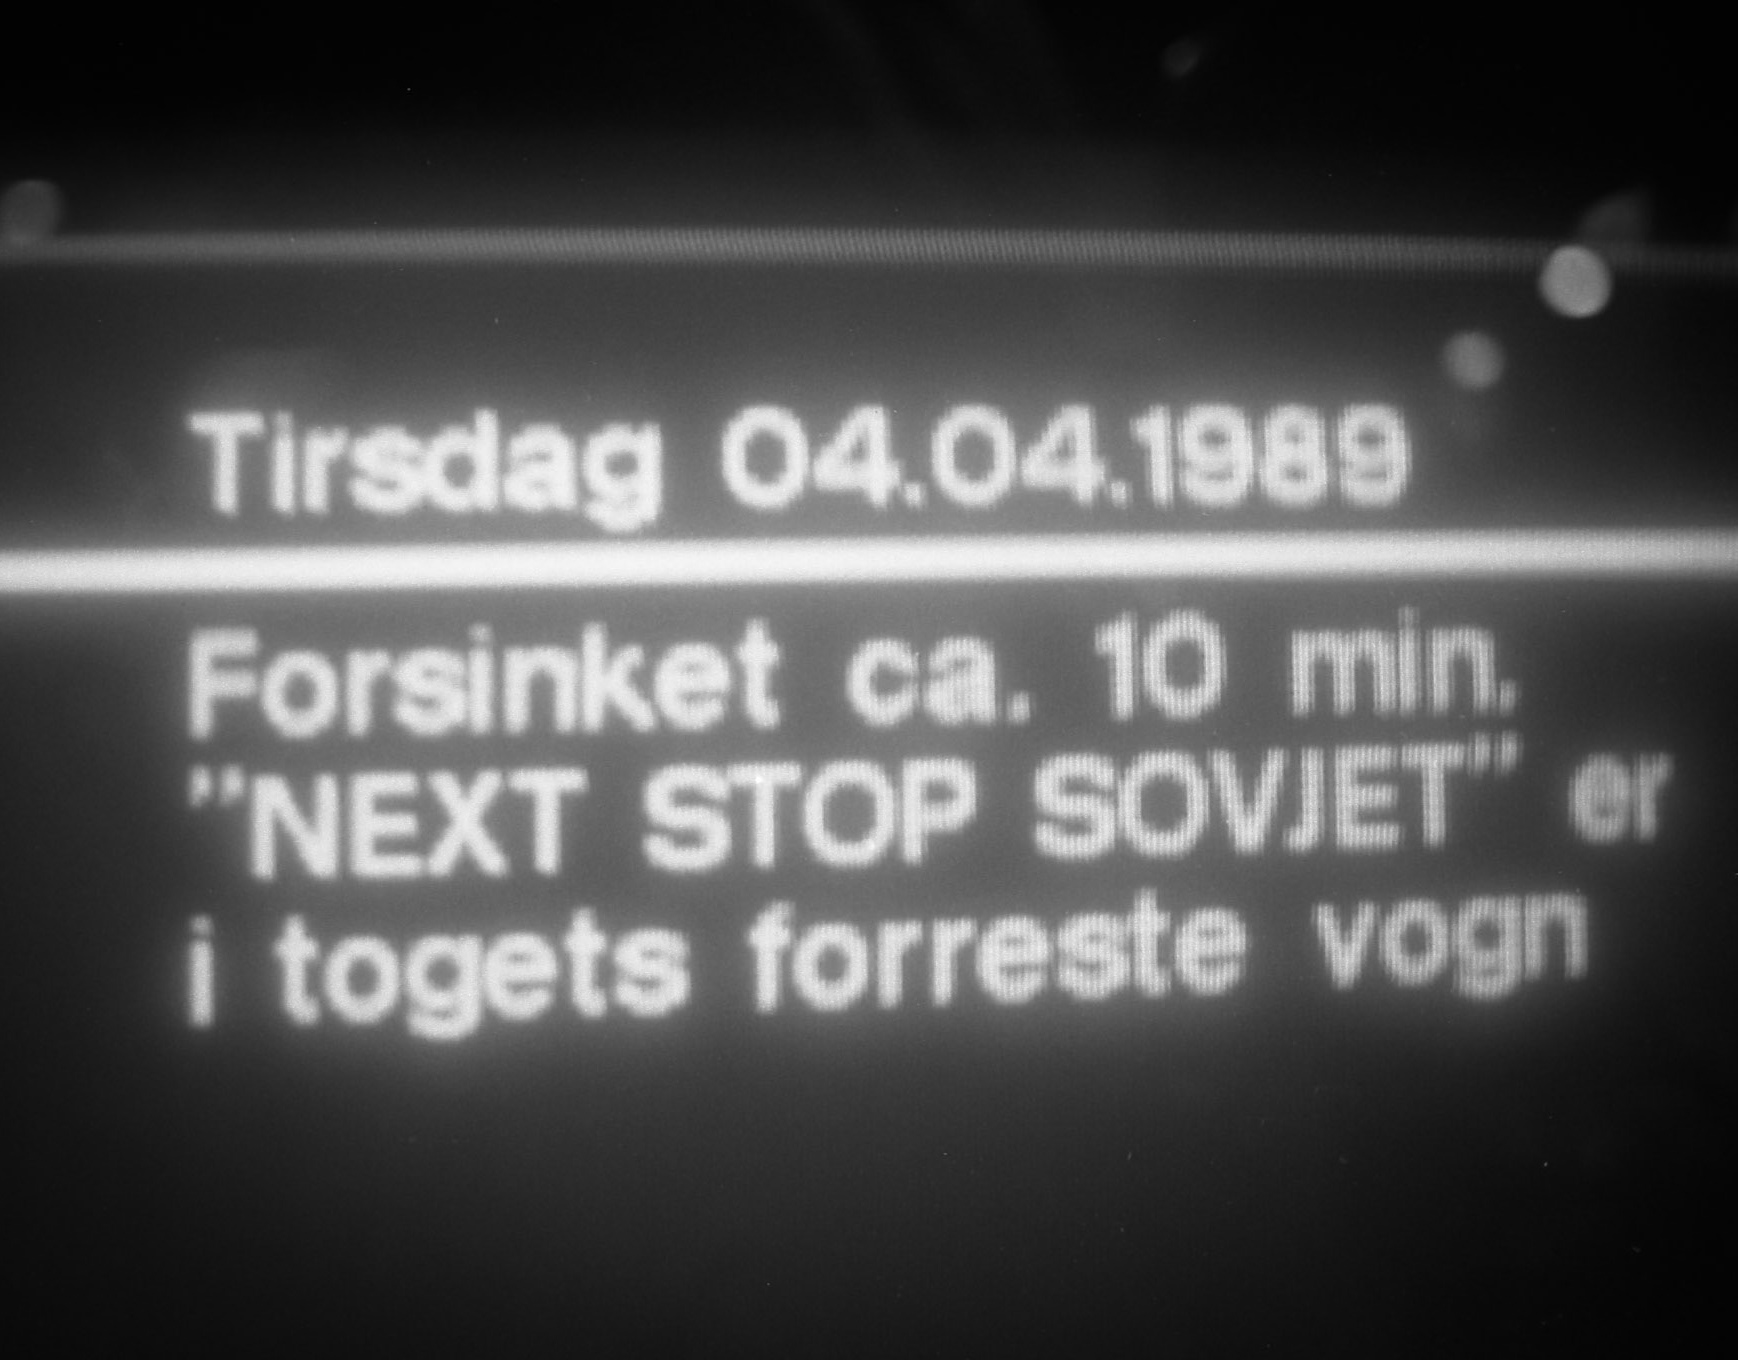 Tirsdag 04.04.1989
Forsinket ca. 10 min.
"NEXT STOP SOVJET" er
i togets forreste vogn